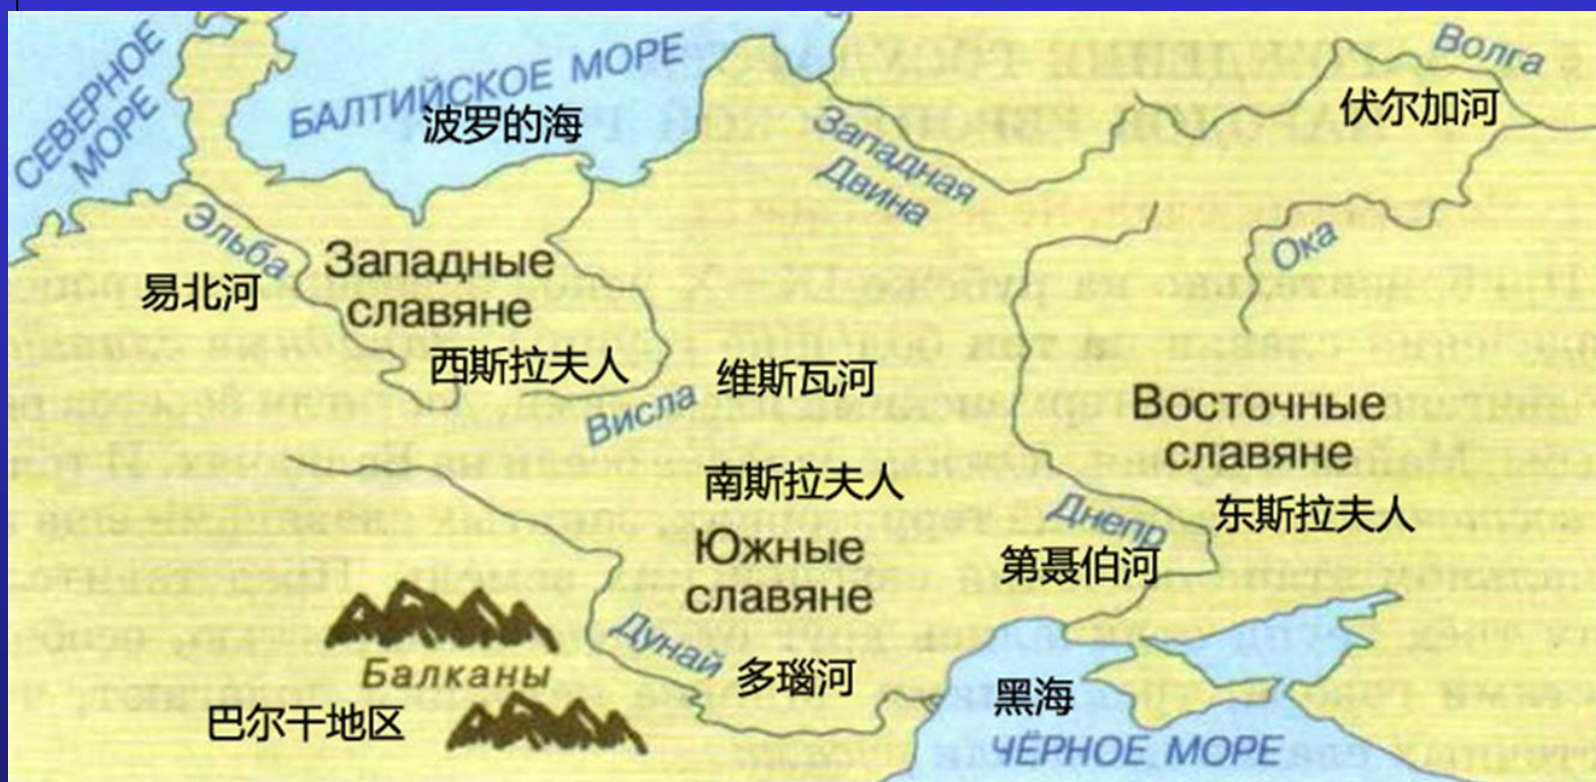 СЕВЕРНОЕ
МОРЕ
БАЛТИЙСКОЕ МОРЕ
波罗的海
Волга
伏尔加河
Западная
Двина
Эльба
易北河
Западные
славяне
西斯拉夫人
Ока
Висла
维斯瓦河
Восточные
славяне
东斯拉夫人
南斯拉夫人
Южные
славяне
Днепр
第聂伯河
Балканы
巴尔干地区
Дунай
多瑙河
黑海
ЧЁРНОЕ МОРЕ